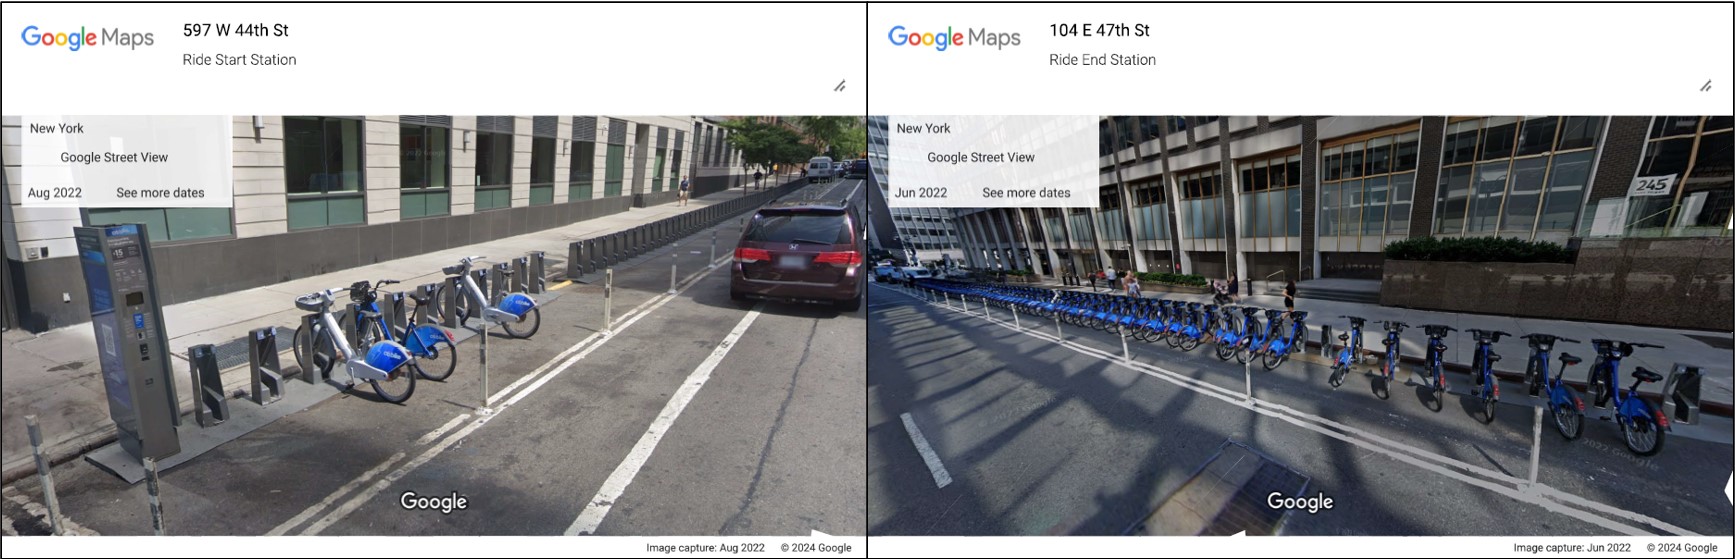 Google Maps
597 W 44th St
Ride Start Station
New York
Google Street View
Aug 2022
See more dates
Google
Image capture: Aug 2022
© 2024 Google
Google Maps
104 E 47th St
Ride End Station
New York
Google Street View
Jun 2022
See more dates
245
2022 Google
Google
Image capture: Jun 2022
© 2024 Google